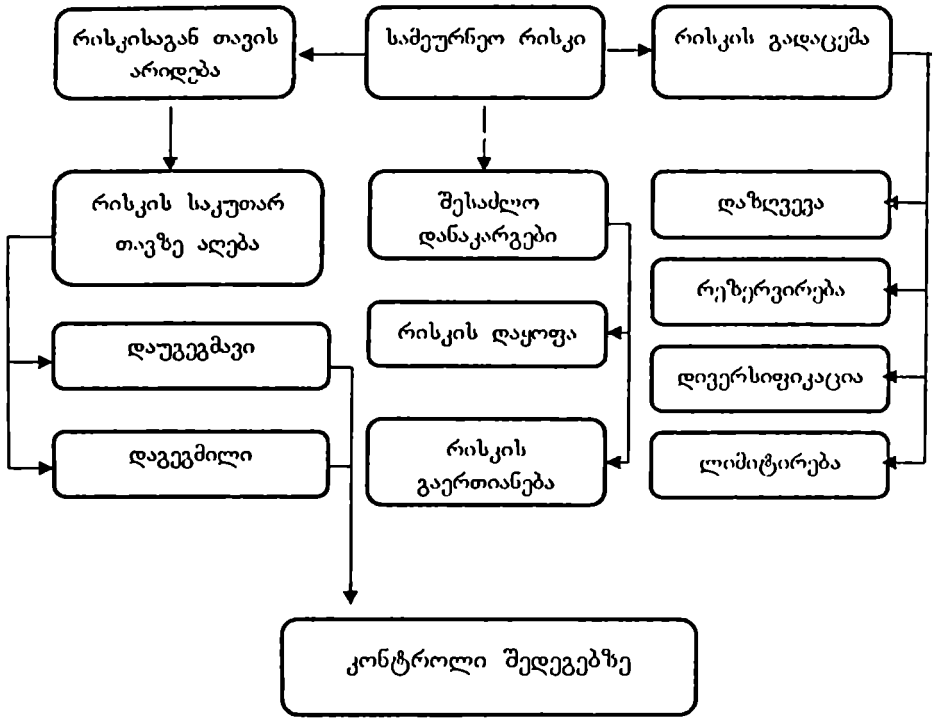 რისკისაგან თავის
არიდება
სამეურნეო რისკი
რისკის გადაცემა
რისკის საკუთარ
თავზე აღება
შესაძლო
დანაკარგები
დაზღვევა
რეზერვირება
დაუგეგმავი
რისკის დაყოფა
დივერსიფიკაცია
დაგეგმილი
რისკის
გაერთიანება
ლიმიტირება
კონტროლი შედეგებზე